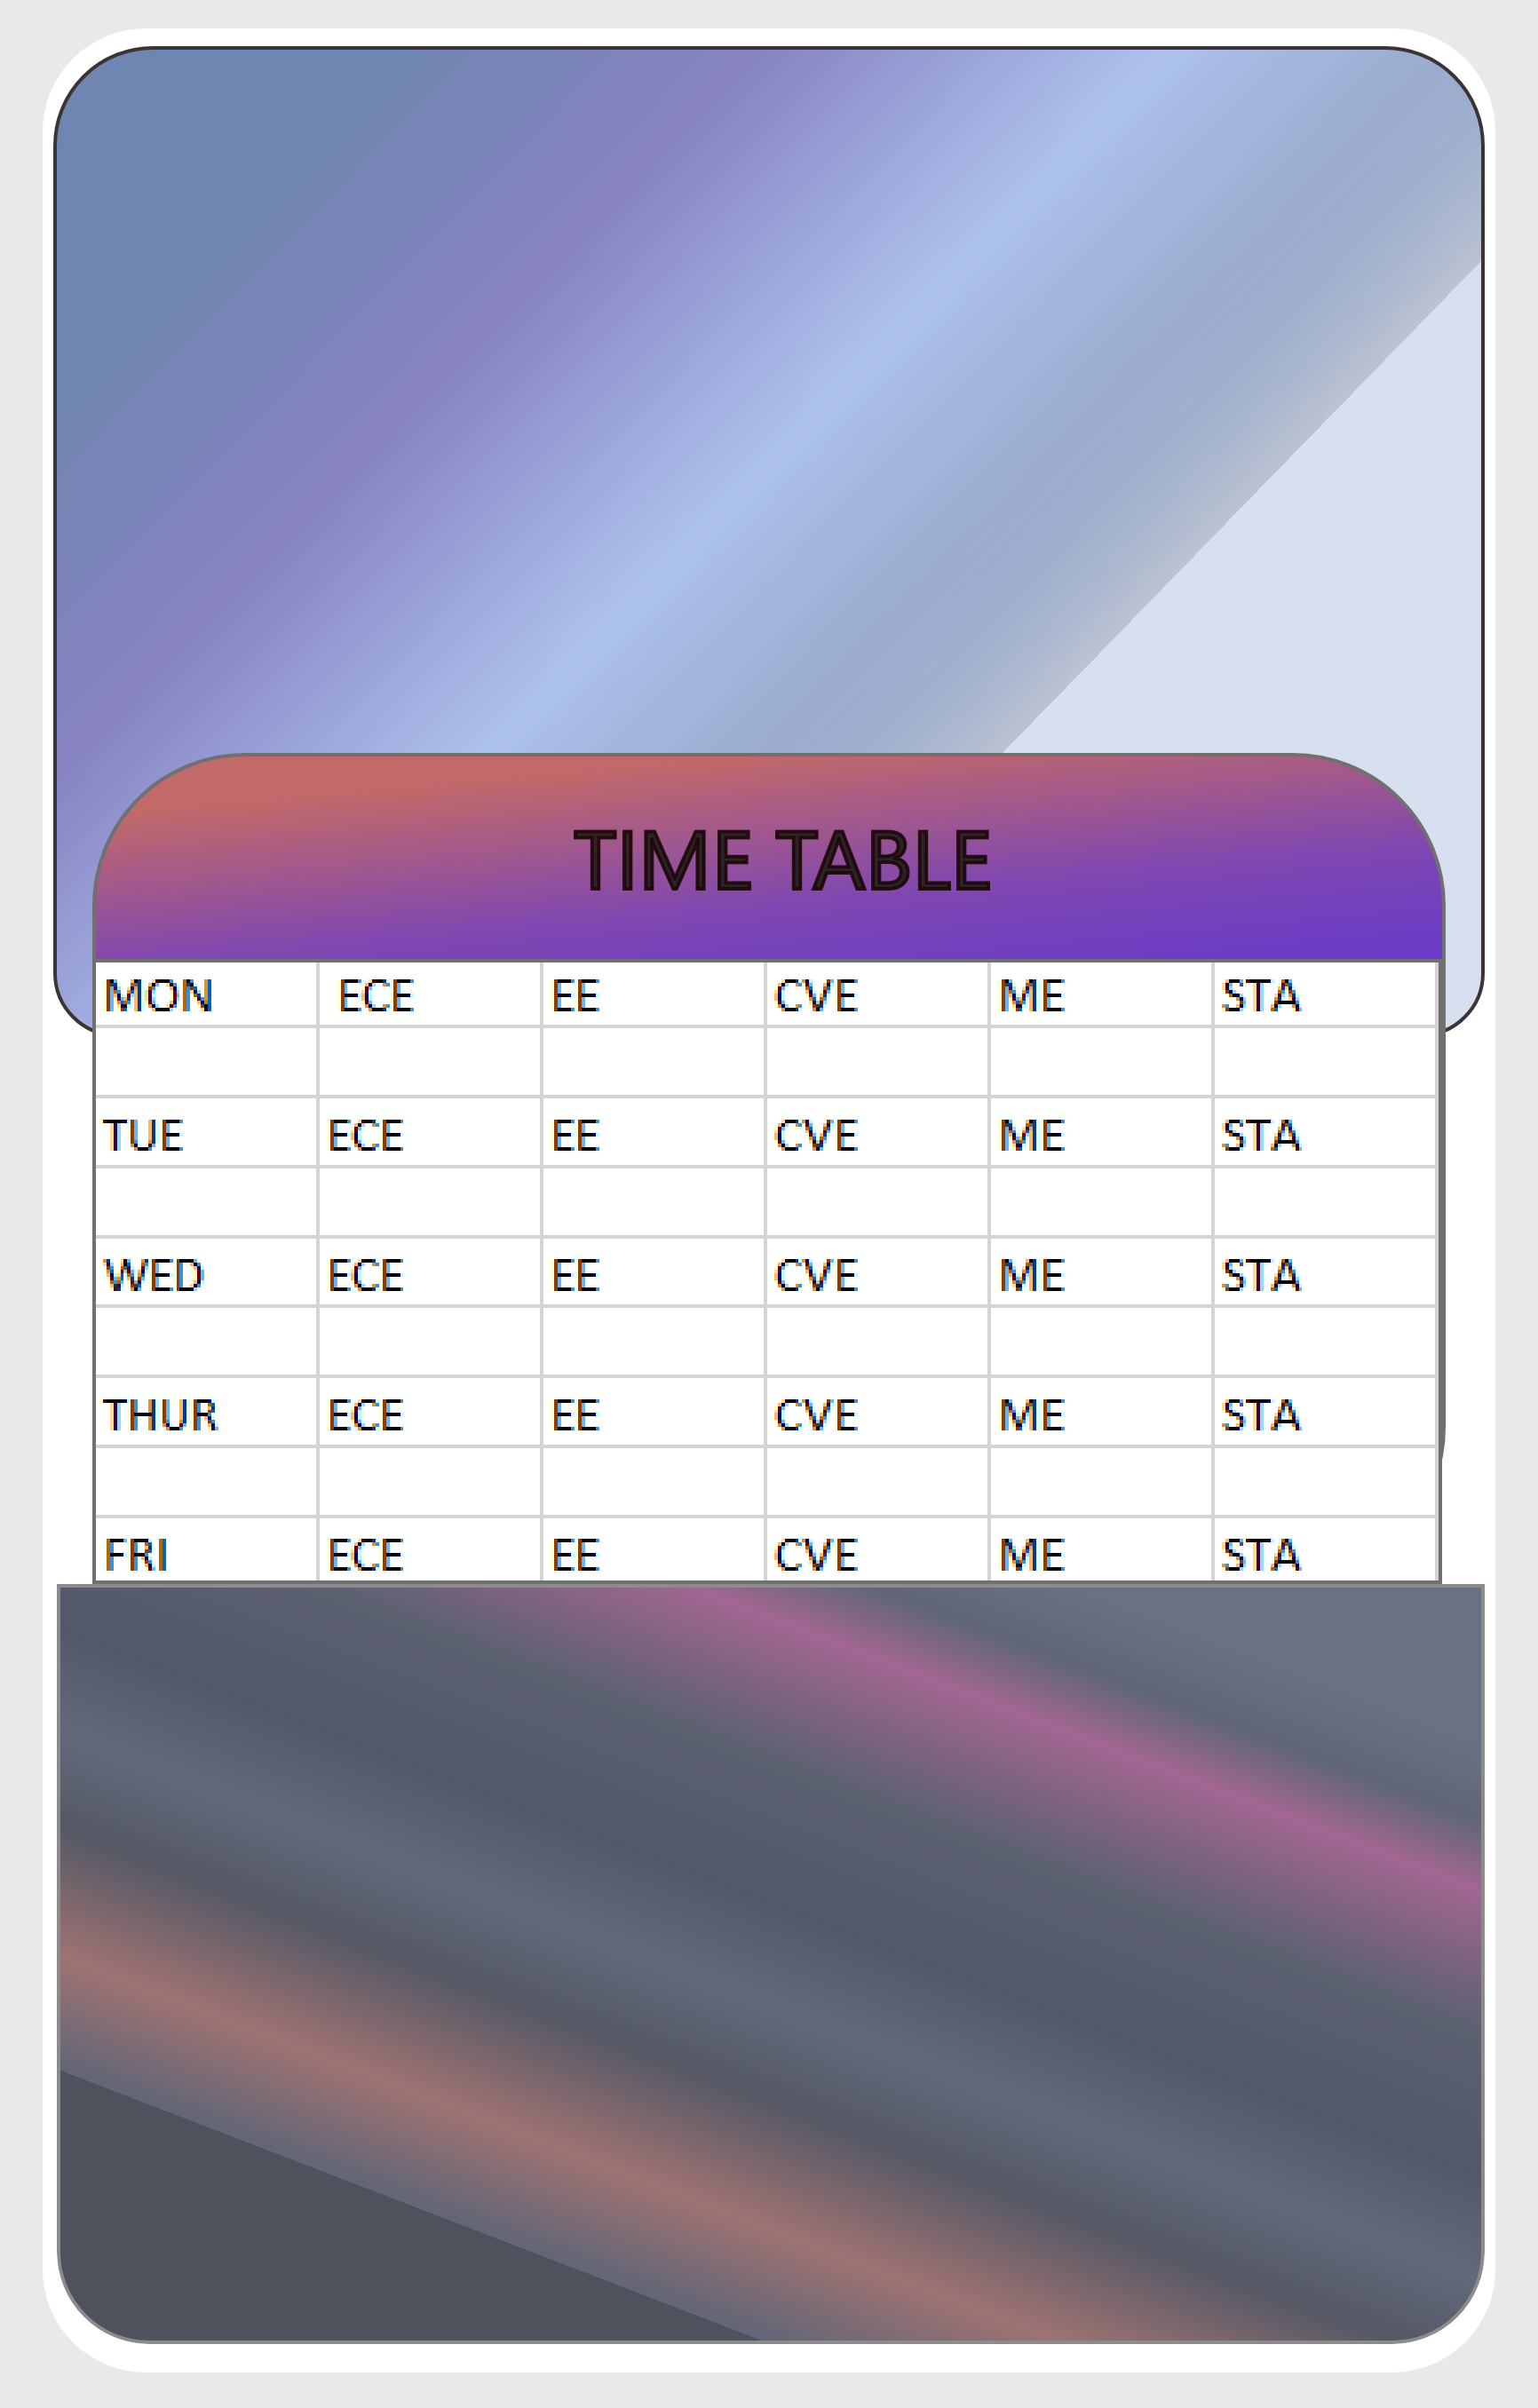 TIME TABLE
MON ECE EE CVE ME STA
TUE ECE EE CVE ME STA
WED ECE EE CVE ME STA
THUR ECE EE CVE ME STA
FRI ECE EE CVE ME STA